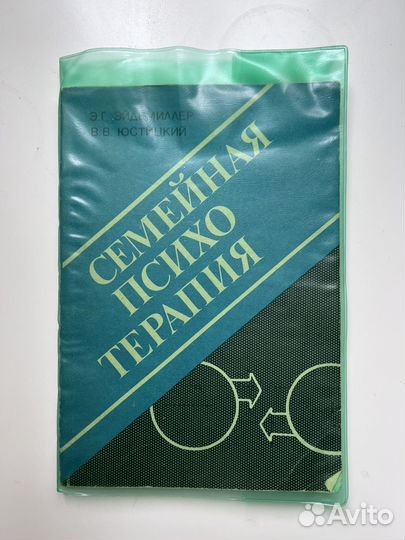 Э.Г. ЭЙДЕМИЛЛЕР
В.В. ЮСТИЦКИЙ
СЕМЕЙНАЯ
ПСИХО
ТЕРАПИЯ
Avito